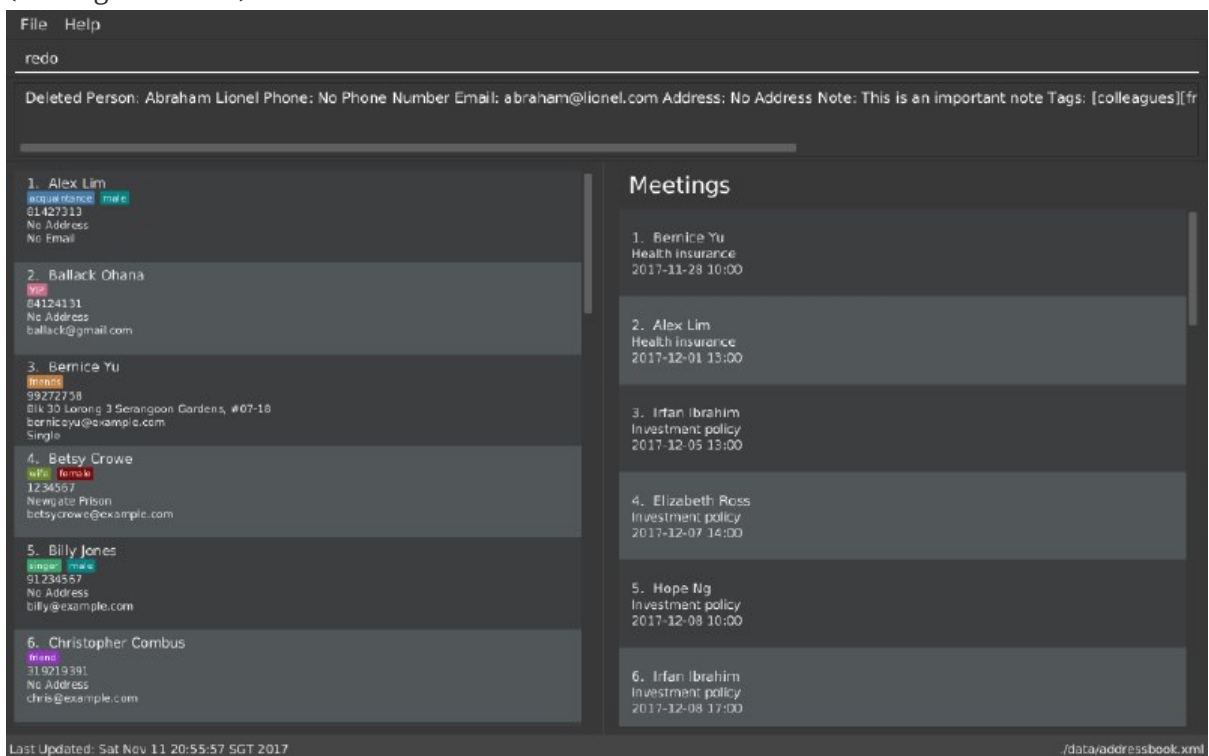 File Help
redo
Deleted Person: Abraham Lionel Phone: No Phone Number Email: abraham@lionel.com Address: No Address Note: This is an important note Tags: [colleagues][fr
1. Alex Lim
acquaintance male
81427313
No Address
No Email
2. Ballack Ohana
VIP
84124131
No Address
ballack@gmail.com
3. Bernice Yu
friends
99272758
Blk 30 Lorong 3 Serangoon Gardens, #07-18
berniceyu@example.com
Single
4. Betsy Crowe
wife female
1234567
Newgate Prison
betsycrowe@example.com
5. Billy Jones
singer male
91234567
No Address
billy@example.com
6. Christopher Combus
friend
319219391
No Address
chris@example.com
Meetings
1. Bernice Yu
Health insurance
2017-11-28 10:00
2. Alex Lim
Health insurance
2017-12-01 13:00
3. Irfan Ibrahim
Investment policy
2017-12-05 13:00
4. Elizabeth Ross
Investment policy
2017-12-07 14:00
5. Hope Ng
Investment policy
2017-12-08 10:00
6. Irfan Ibrahim
Investment policy
2017-12-08 17:00
Last Updated: Sat Nov 11 20:55:57 SGT 2017
./data/addressbook.xml